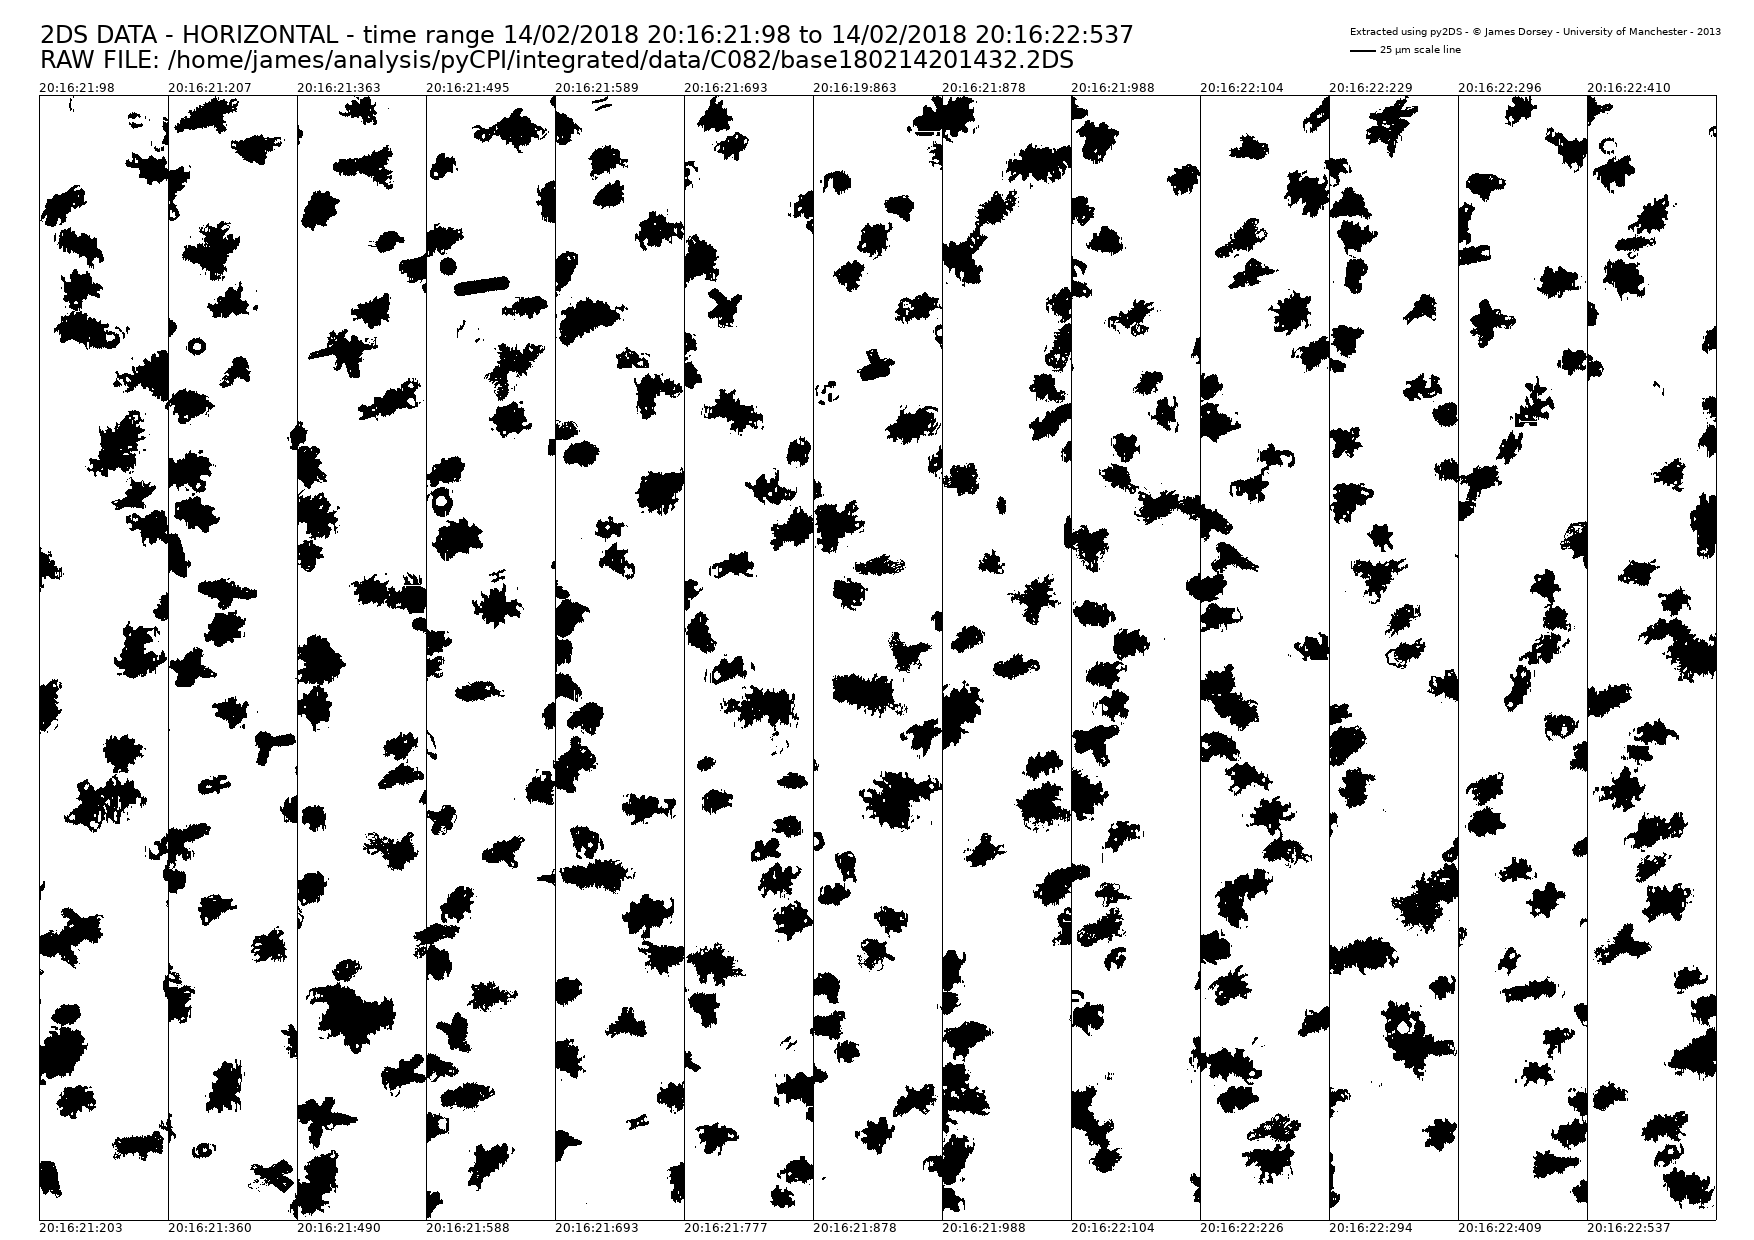 2DS DATA - HORIZONTAL - time range 14/02/2018 20:16:21:98 to 14/02/2018 20:16:22:537
RAW FILE: /home/james/analysis/pyCPI/integrated/data/C082/base180214201432.2DS
Extracted using py2DS - © James Dorsey - University of Manchester - 2013
25 µm scale line
20:16:21:98 20:16:21:207 20:16:21:363 20:16:21:495 20:16:21:589 20:16:21:693 20:16:19:863 20:16:21:878 20:16:21:988 20:16:22:104 20:16:22:229 20:16:22:296 20:16:22:410
20:16:21:203 20:16:21:360 20:16:21:490 20:16:21:588 20:16:21:693 20:16:21:777 20:16:21:878 20:16:21:988 20:16:22:104 20:16:22:226 20:16:22:294 20:16:22:409 20:16:22:537